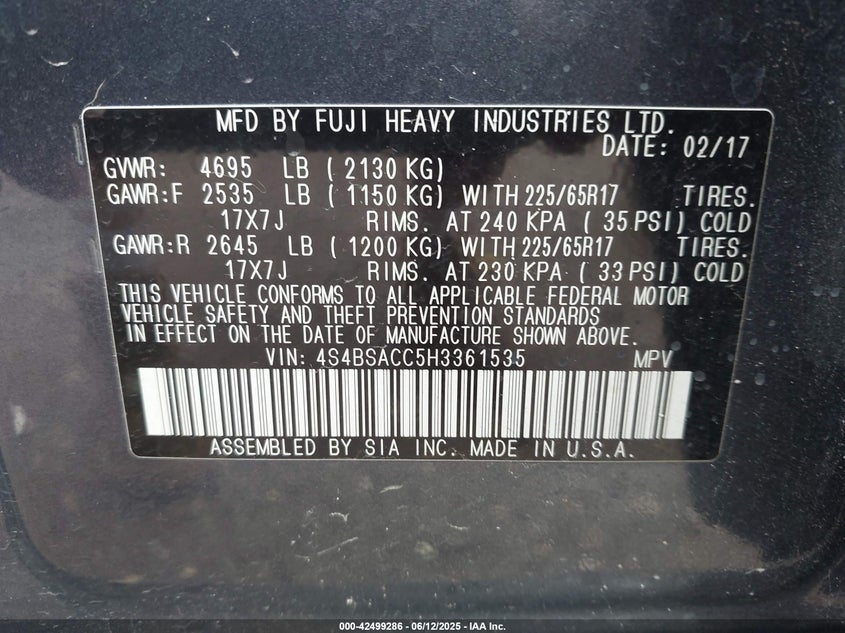 MFD BY FUJI HEAVY INDUSTRIES LTD.
DATE: 02/17
GVWR: 4695 LB ( 2130 KG)
GAWR:F 2535 LB ( 1150 KG) WITH 225/65R17 TIRES.
17X7J RIMS. AT 240 KPA ( 35 PSI) COLD
GAWR:R 2645 LB ( 1200 KG) WITH 225/65R17 TIRES.
17X7J RIMS. AT 230 KPA ( 33 PSI) COLD
THIS VEHICLE CONFORMS TO ALL APPLICABLE FEDERAL MOTOR
VEHICLE SAFETY AND THEFT PREVENTION STANDARDS
IN EFFECT ON THE DATE OF MANUFACTURE SHOWN ABOVE.
VIN: 4S4BSACC5H3361535 MPV
ASSEMBLED BY SIA INC. MADE IN U.S.A.
000-42499286 - 06/12/2025 - IAA Inc.